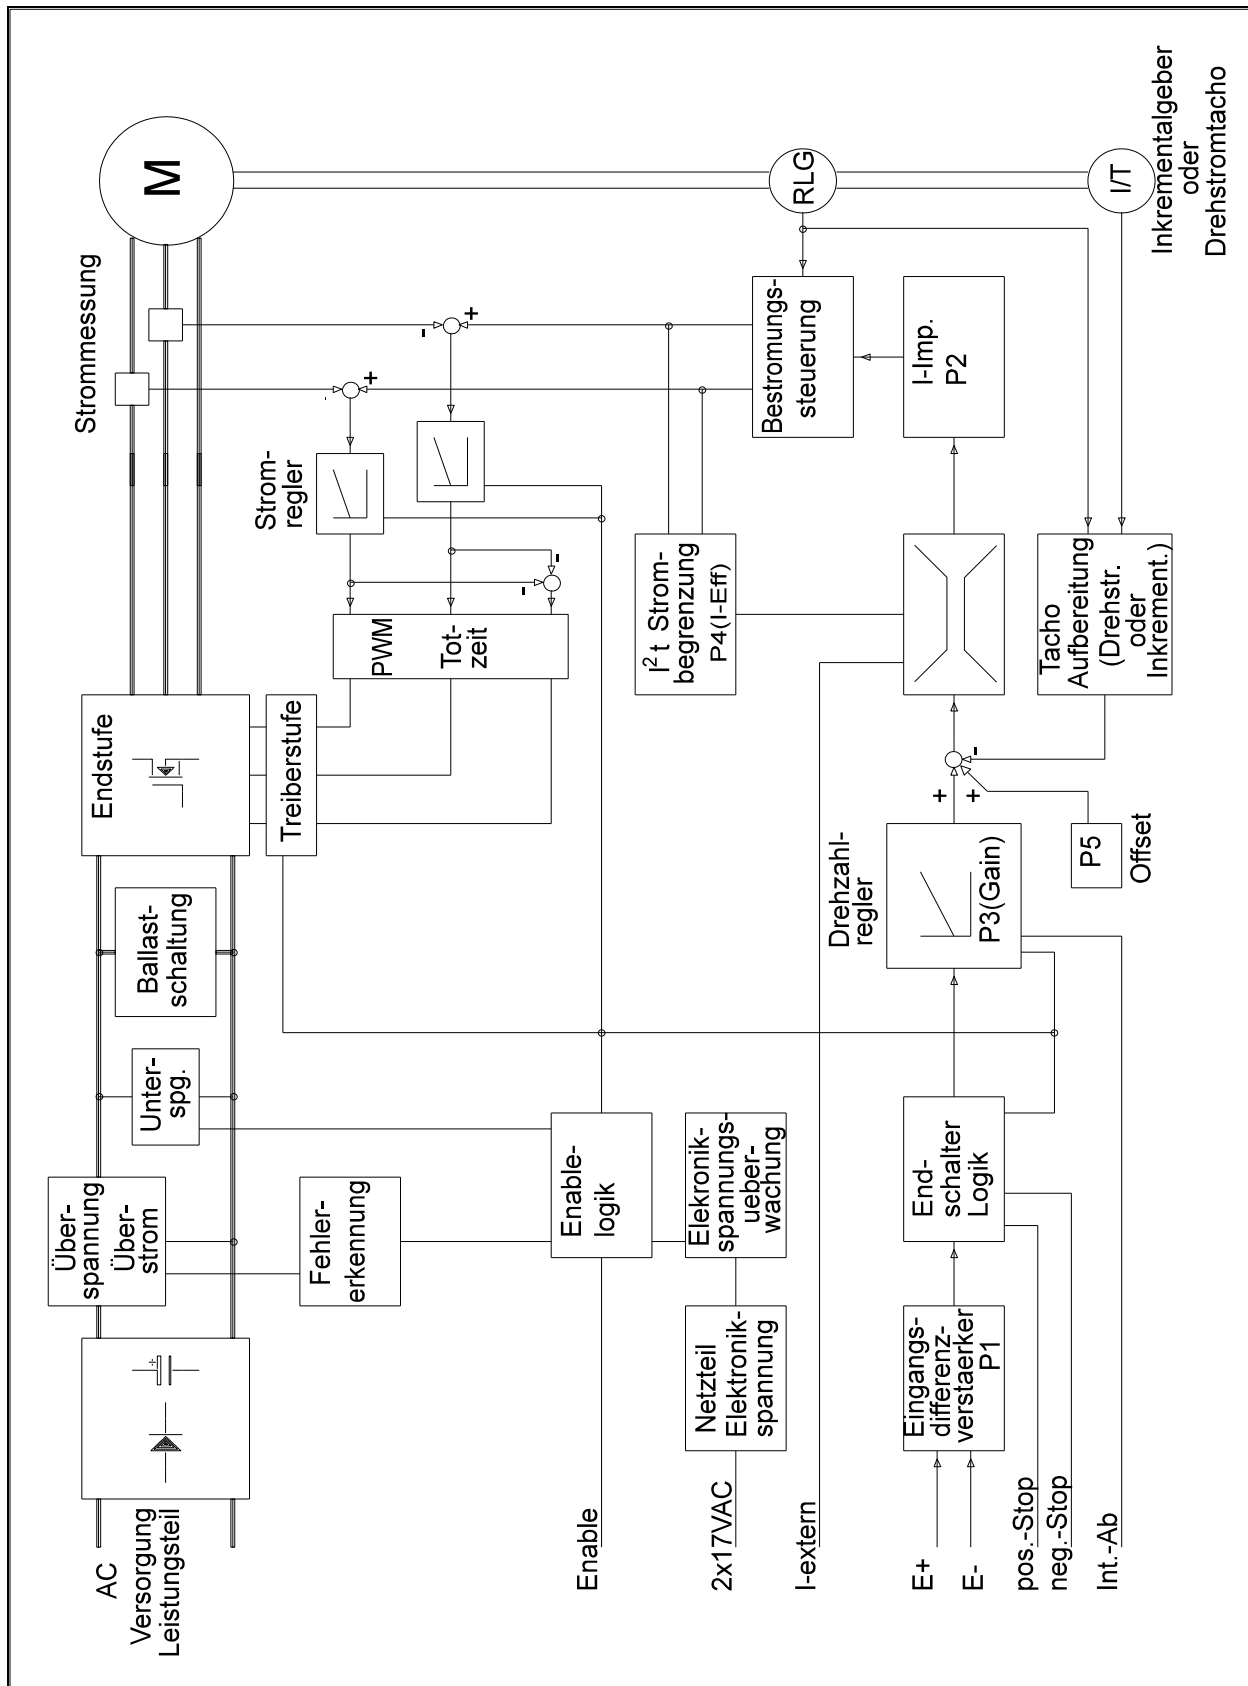 AC
Versorgung
Leistungsteil
Über-
spannung
Über-
strom
Unter-
spg.
Ballast-
schaltung
Endstufe
Treiberstufe
Strommessung
M
Fehler-
erkennung
Strom-
regler
PWM
Tot-
zeit
+
-
+
-
-
Enable
Enable-
logik
2x17VAC
Netzteil
Elektronik-
spannung
Elekronik-
spannungs-
ueber-
wachung
I²t Strom-
begrenzung
P4(I-Eff)
Bestromungs-
steuerung
RLG
I-extern
I-Imp.
P2
E+
E-
Eingangs-
differenz-
verstaerker
P1
End-
schalter
Logik
Drehzahl-
regler
P3(Gain)
+
+
-
P5
Offset
Tacho
Aufbereitung
(Drehstr.
oder
Inkrement.)
pos.-Stop
neg.-Stop
Int.-Ab
I/T
Inkrementalgeber
oder
Drehstromtacho